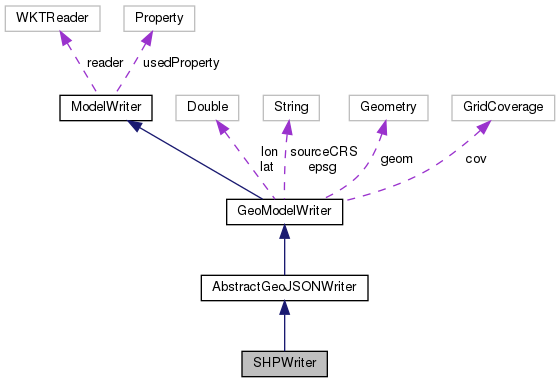 WKTReader
Property
reader
usedProperty
ModelWriter
Double
String
Geometry
GridCoverage
lon
lat
sourceCRS
epsg
geom
cov
GeoModelWriter
AbstractGeoJSONWriter
SHPWriter